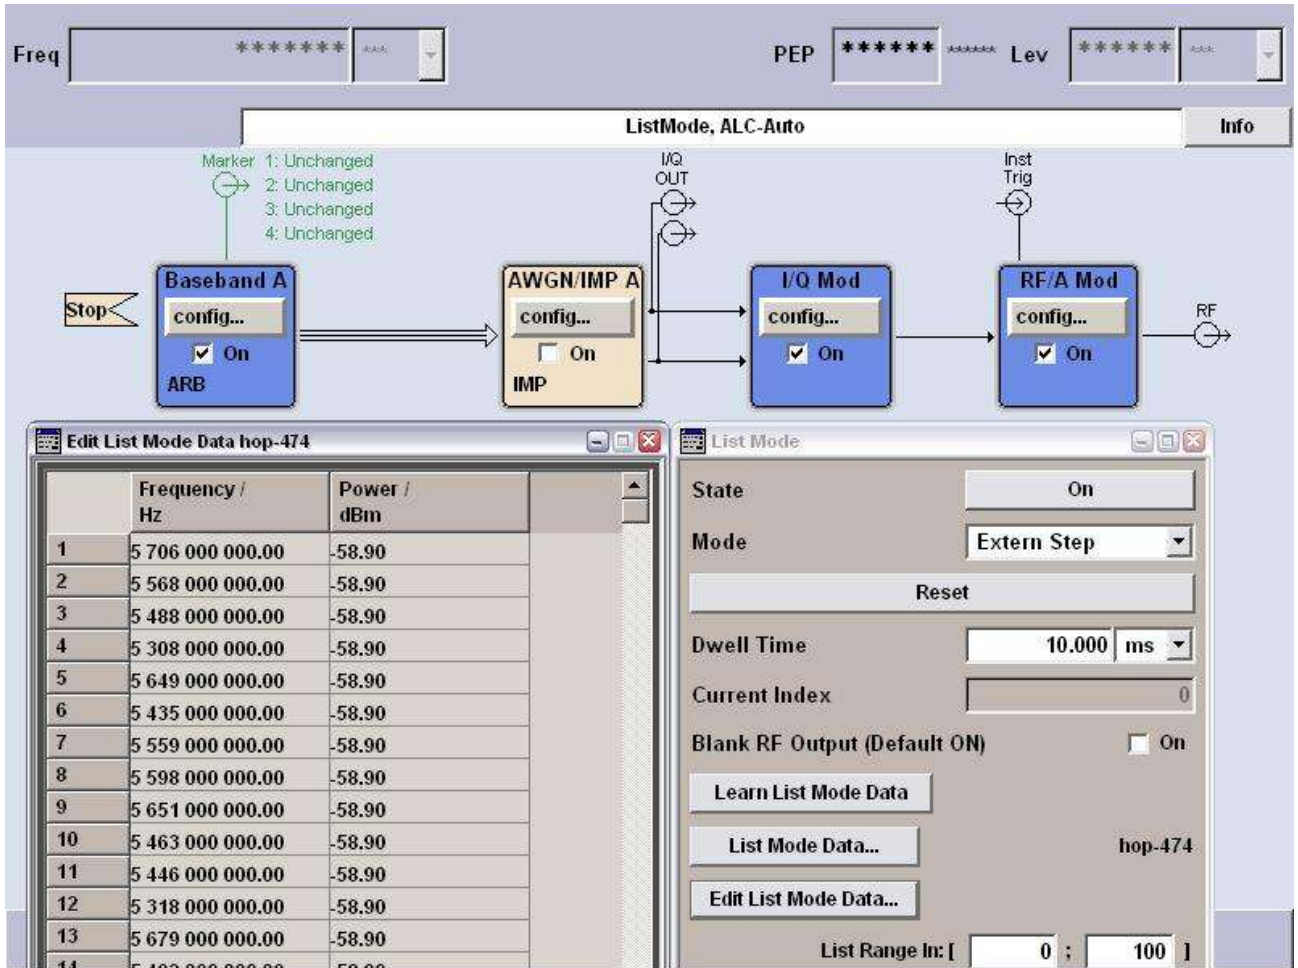 Freq ******* *** PEP ****** ****** Lev ****** ***
ListMode, ALC-Auto Info
Marker 1: Unchanged
2: Unchanged
3: Unchanged
4: Unchanged
I/Q
OUT
Inst
Trig
Stop
Baseband A
config...
On
ARB
AWGN/IMP A
config...
On
IMP
I/Q Mod
config...
On
RF/A Mod
config...
On
RF
Edit List Mode Data hop-474
Frequency / Power /
Hz dBm
1 5 706 000 000.00 -58.90
2 5 568 000 000.00 -58.90
3 5 488 000 000.00 -58.90
4 5 308 000 000.00 -58.90
5 5 649 000 000.00 -58.90
6 5 435 000 000.00 -58.90
7 5 559 000 000.00 -58.90
8 5 598 000 000.00 -58.90
9 5 651 000 000.00 -58.90
10 5 463 000 000.00 -58.90
11 5 446 000 000.00 -58.90
12 5 318 000 000.00 -58.90
13 5 679 000 000.00 -58.90
List Mode
State On
Mode Extern Step
Reset
Dwell Time 10.000 ms
Current Index 0
Blank RF Output (Default ON) On
Learn List Mode Data
List Mode Data... hop-474
Edit List Mode Data...
List Range In: [ 0 ; 100 ]